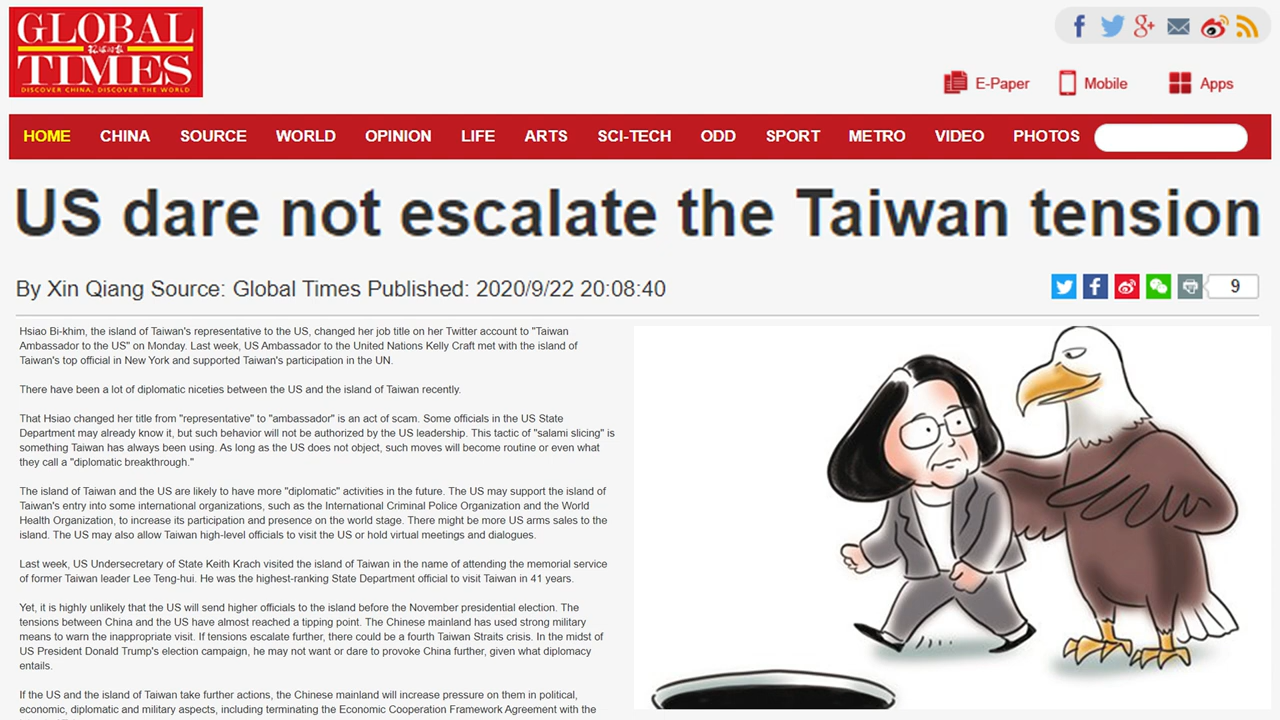 GLOBAL
环球时报
TIMES
DISCOVER CHINA, DISCOVER THE WORLD
E-Paper Mobile Apps
HOME CHINA SOURCE WORLD OPINION LIFE ARTS SCI-TECH ODD SPORT METRO VIDEO PHOTOS
US dare not escalate the Taiwan tension
By Xin Qiang Source: Global Times Published: 2020/9/22 20:08:40
9
Hsiao Bi-khim, the island of Taiwan's representative to the US, changed her job title on her Twitter account to "Taiwan
Ambassador to the US" on Monday. Last week, US Ambassador to the United Nations Kelly Craft met with the island of
Taiwan's top official in New York and supported Taiwan's participation in the UN.
There have been a lot of diplomatic niceties between the US and the island of Taiwan recently.
That Hsiao changed her title from "representative" to "ambassador" is an act of scam. Some officials in the US State
Department may already know it, but such behavior will not be authorized by the US leadership. This tactic of "salami slicing" is
something Taiwan has always been using. As long as the US does not object, such moves will become routine or even what
they call a "diplomatic breakthrough."
The island of Taiwan and the US are likely to have more "diplomatic" activities in the future. The US may support the island of
Taiwan's entry into some international organizations, such as the International Criminal Police Organization and the World
Health Organization, to increase its participation and presence on the world stage. There might be more US arms sales to the
island. The US may also allow Taiwan high-level officials to visit the US or hold virtual meetings and dialogues.
Last week, US Undersecretary of State Keith Krach visited the island of Taiwan in the name of attending the memorial service
of former Taiwan leader Lee Teng-hui. He was the highest-ranking State Department official to visit Taiwan in 41 years.
Yet, it is highly unlikely that the US will send higher officials to the island before the November presidential election. The
tensions between China and the US have almost reached a tipping point. The Chinese mainland has used strong military
means to warn the inappropriate visit. If tensions escalate further, there could be a fourth Taiwan Straits crisis. In the midst of
US President Donald Trump's election campaign, he may not want or dare to provoke China further, given what diplomacy
entails.
If the US and the island of Taiwan take further actions, the Chinese mainland will increase pressure on them in political,
economic, diplomatic and military aspects, including terminating the Economic Cooperation Framework Agreement with the